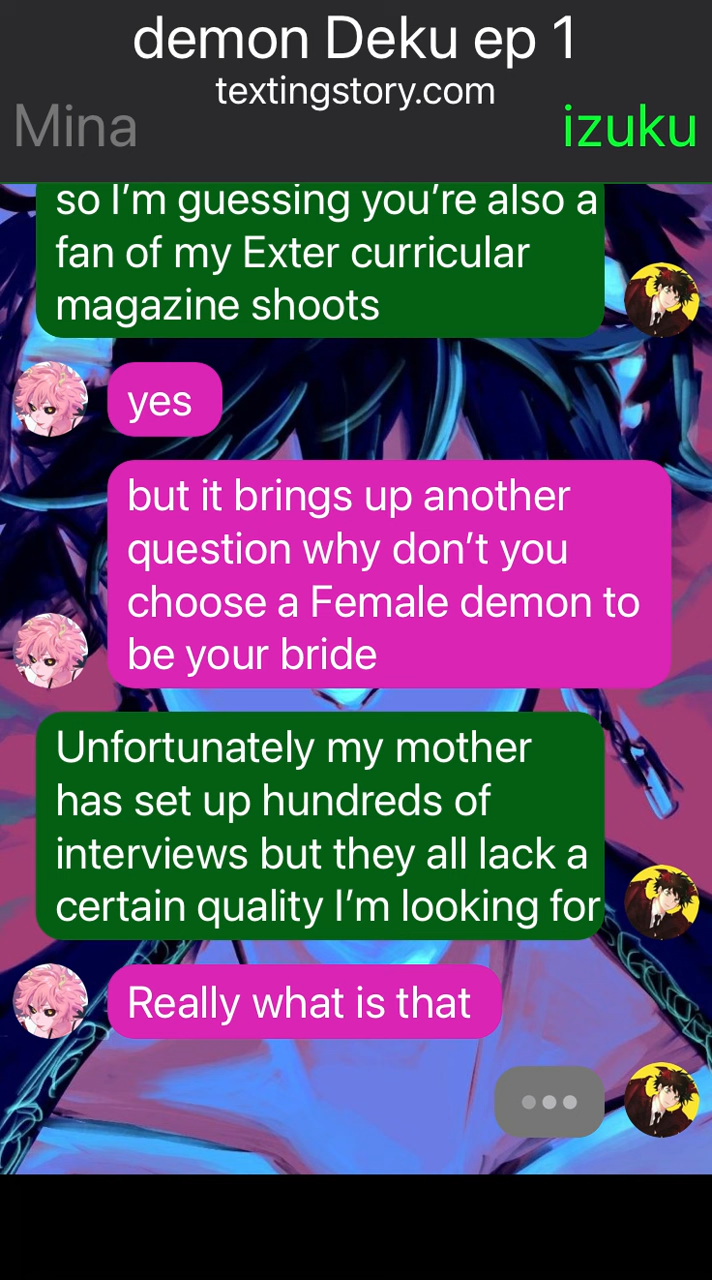 demon Deku ep 1
textingstory.com
Mina
izuku
so I’m guessing you’re also a
fan of my Exter curricular
magazine shoots
yes
but it brings up another
question why don’t you
choose a Female demon to
be your bride
Unfortunately my mother
has set up hundreds of
interviews but they all lack a
certain quality I’m looking for
Really what is that